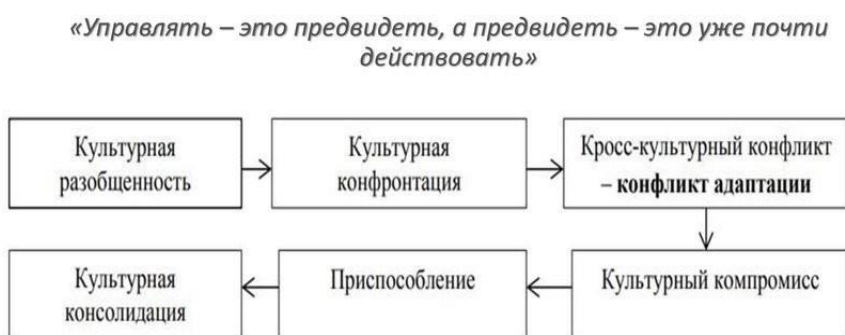 «Управлять – это предвидеть, а предвидеть – это уже почти
действовать»
Культурная
разобщенность
Культурная
конфронтация
Кросс-культурный конфликт
– конфликт адаптации
Культурный компромисс
Приспособление
Культурная
консолидация